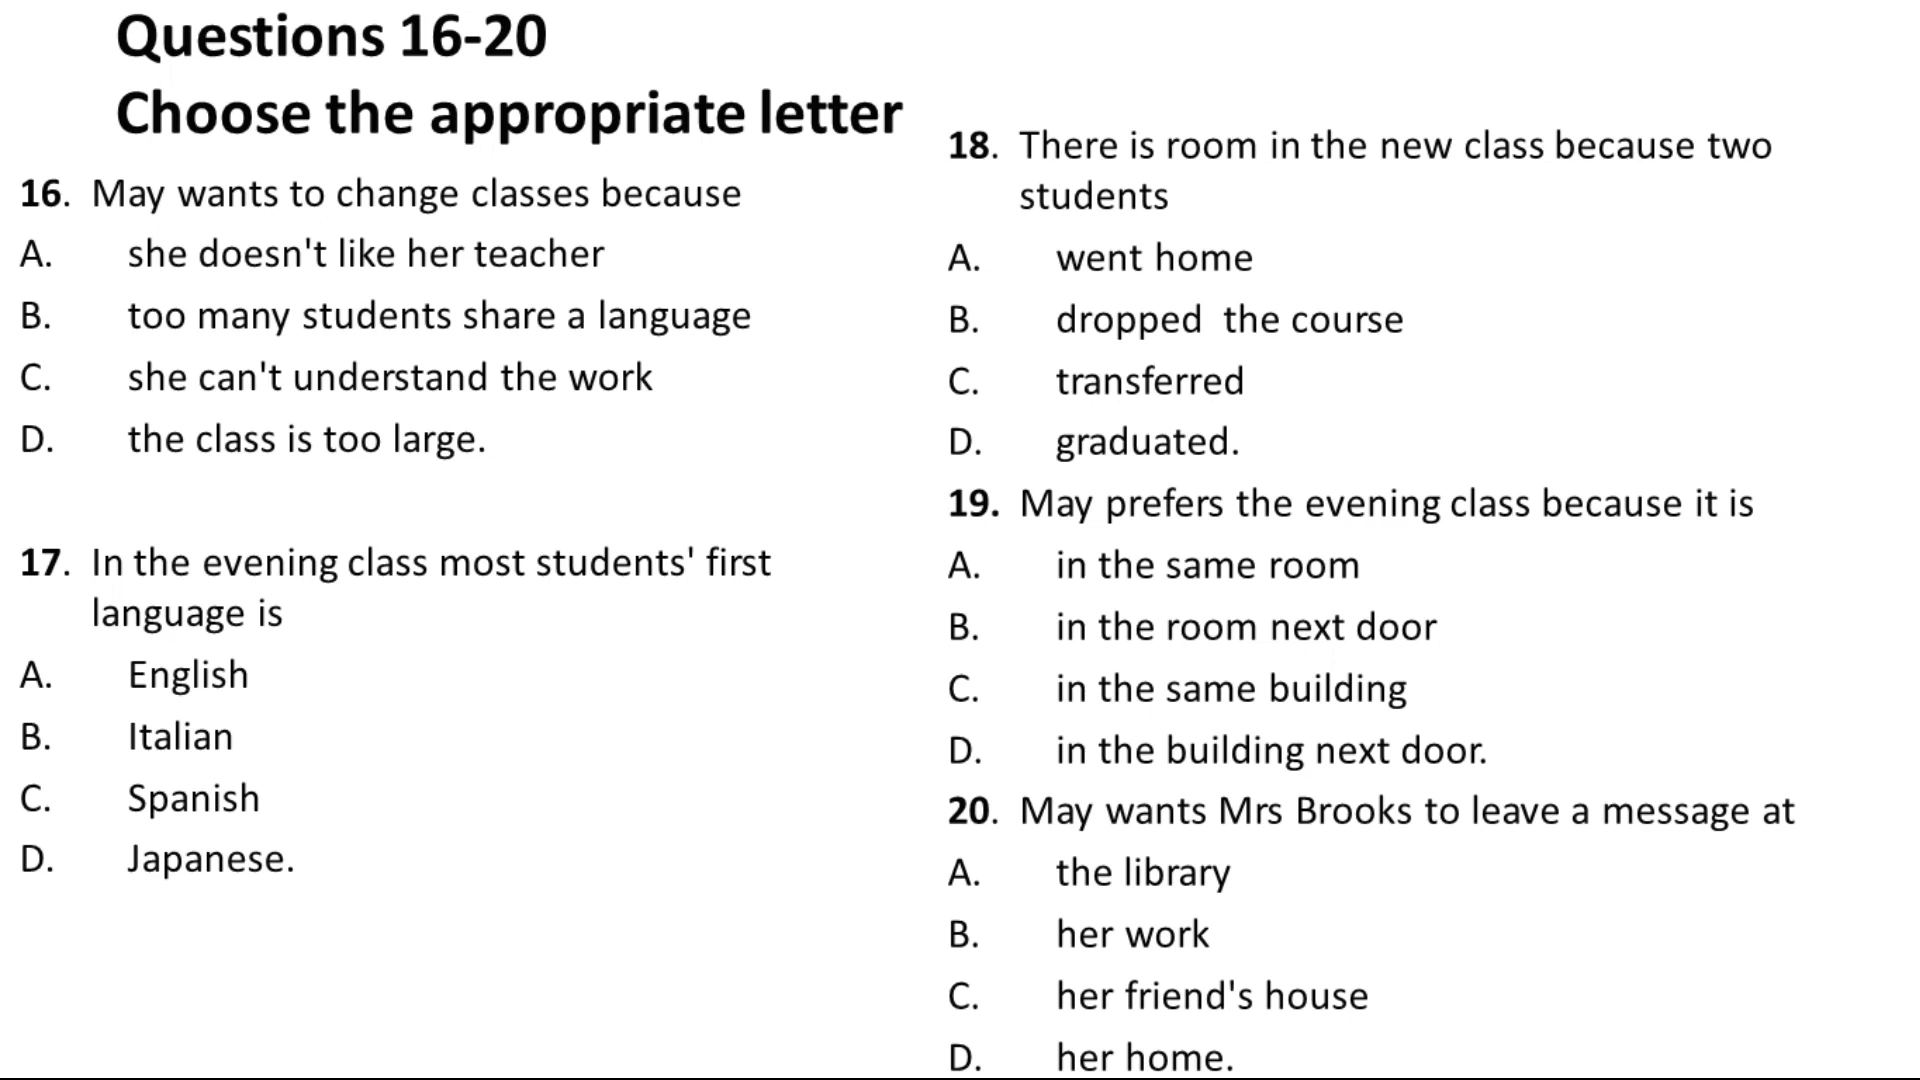 Questions 16-20
Choose the appropriate letter
16. May wants to change classes because
A. she doesn't like her teacher
B. too many students share a language
C. she can't understand the work
D. the class is too large.
17. In the evening class most students' first
language is
A. English
B. Italian
C. Spanish
D. Japanese.
18. There is room in the new class because two
students
A. went home
B. dropped the course
C. transferred
D. graduated.
19. May prefers the evening class because it is
A. in the same room
B. in the room next door
C. in the same building
D. in the building next door.
20. May wants Mrs Brooks to leave a message at
A. the library
B. her work
C. her friend's house
D. her home.